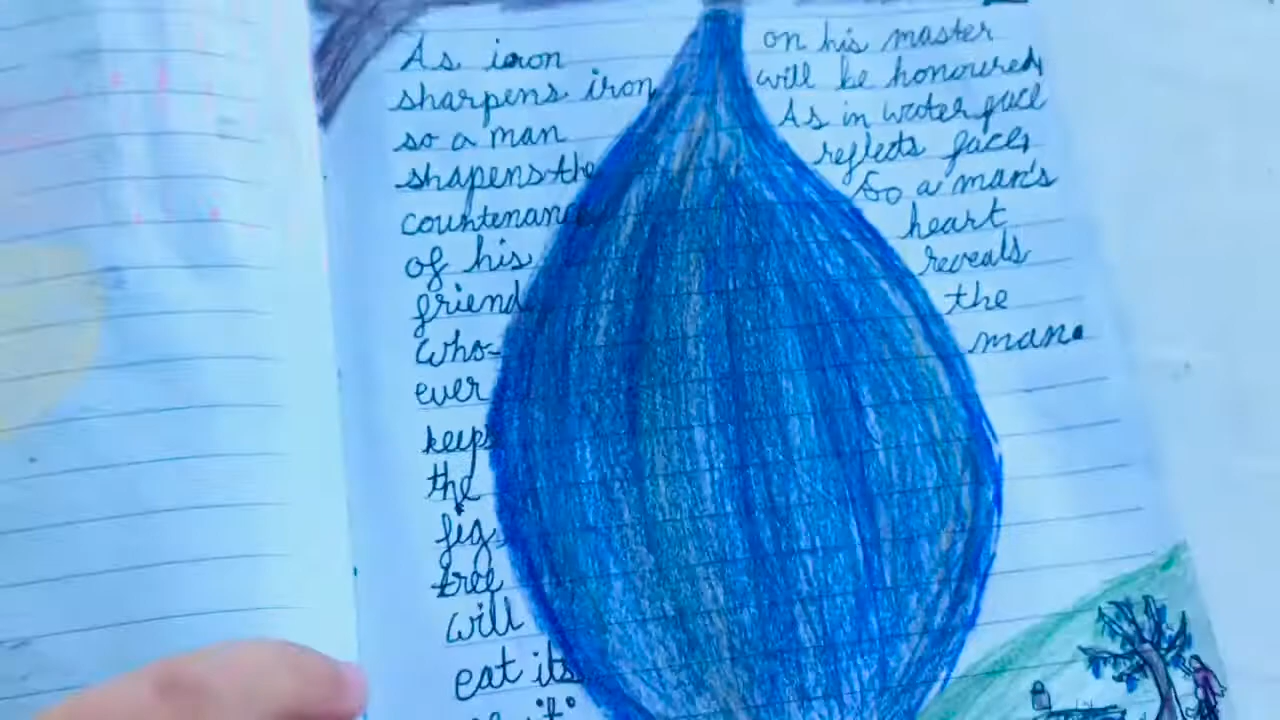 As iron
sharpens iron
so a man
shapens the
countenance
of his
friend
who-
ever
keeps
the
fig
tree
will
eat its
on his master
will be honoured
As in water face
reflects face,
So a man's
heart
reveals
the
man.